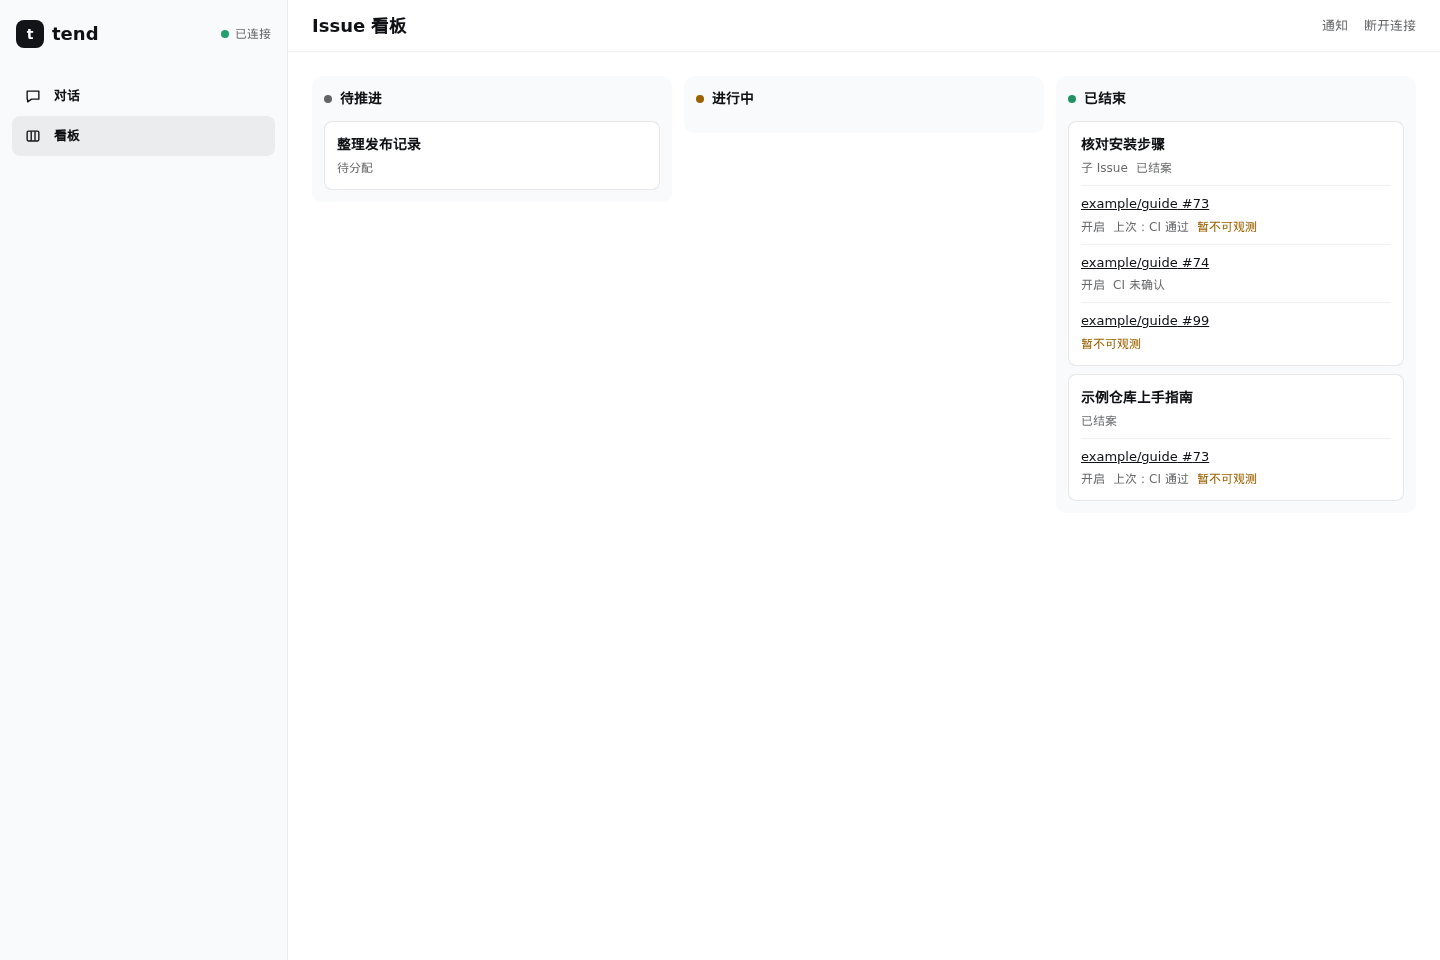 t tend 已连接
对话
看板
Issue 看板
通知 断开连接
待推进
整理发布记录
待分配
进行中
已结束
核对安装步骤
子 Issue 已结案
example/guide #73
开启 上次：CI 通过 暂不可观测
example/guide #74
开启 CI 未确认
example/guide #99
暂不可观测
示例仓库上手指南
已结案
example/guide #73
开启 上次：CI 通过 暂不可观测